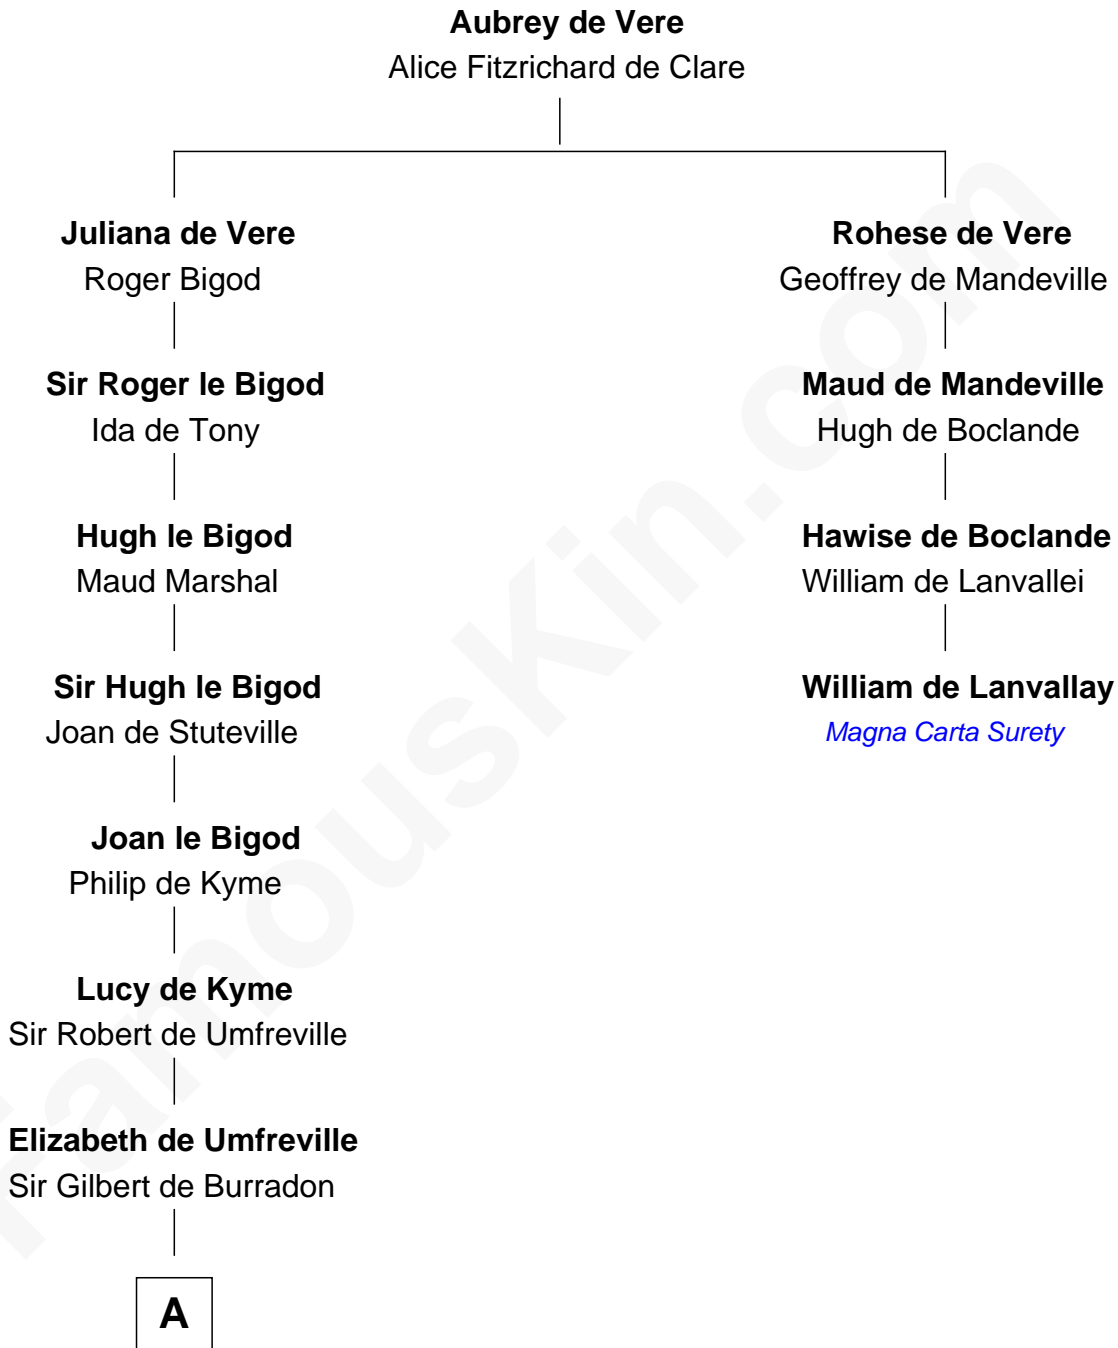 Aubrey de Vere
Alice Fitzrichard de Clare
Juliana de Vere
Roger Bigod
Rohese de Vere
Geoffrey de Mandeville
Sir Roger le Bigod
Ida de Tony
Maud de Mandeville
Hugh de Boclande
Hugh le Bigod
Maud Marshal
Hawise de Boclande
William de Lanvallei
Sir Hugh le Bigod
Joan de Stuteville
William de Lanvallay
Magna Carta Surety
Joan le Bigod
Philip de Kyme
Lucy de Kyme
Sir Robert de Umfreville
Elizabeth de Umfreville
Sir Gilbert de Burradon
A
FamousKin.com